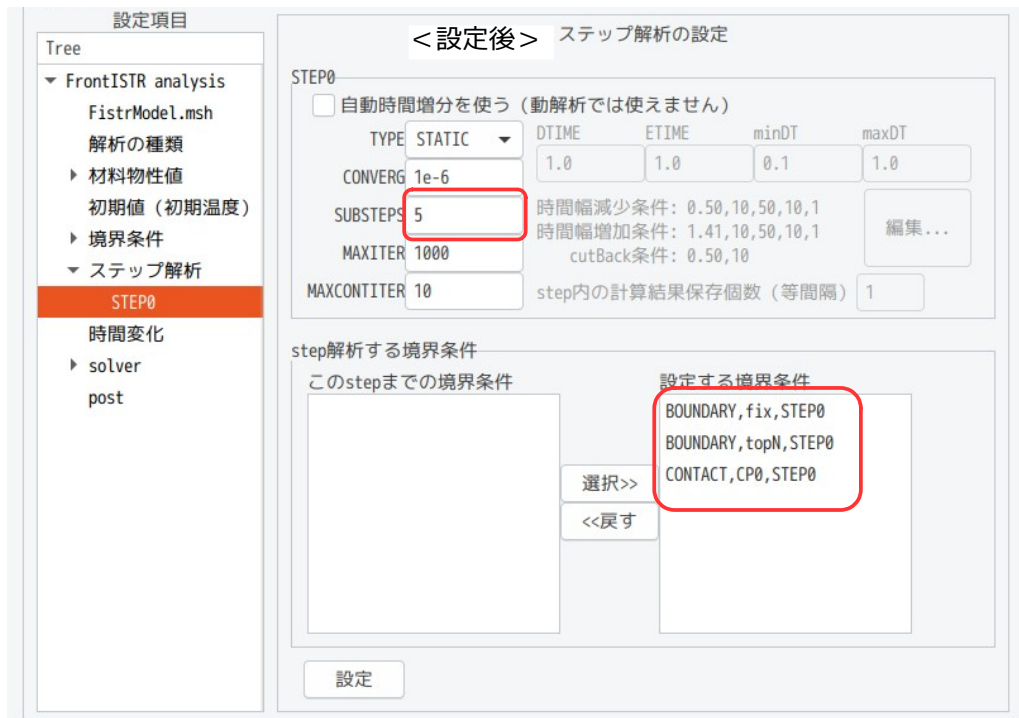 設定項目
Tree
FrontISTR analysis
FistrModel.msh
解析の種類
材料物性値
初期値（初期温度）
境界条件
ステップ解析
STEP0
時間変化
solver
post
＜設定後＞ ステップ解析の設定
STEP0
自動時間増分を使う（動解析では使えません）
TYPE STATIC DTIME ETIME minDT maxDT
1.0 1.0 0.1 1.0
CONVERG 1e-6
SUBSTEPS 5
時間幅減少条件: 0.50,10,50,10,1
時間幅増加条件: 1.41,10,50,10,1
cutBack条件: 0.50,10
編集...
MAXITER 1000
MAXCONTITER 10 step内の計算結果保存個数（等間隔） 1
step解析する境界条件
このstepまでの境界条件 設定する境界条件
BOUNDARY,fix,STEP0
BOUNDARY,topN,STEP0
CONTACT,CP0,STEP0
選択>>
<<戻す
設定